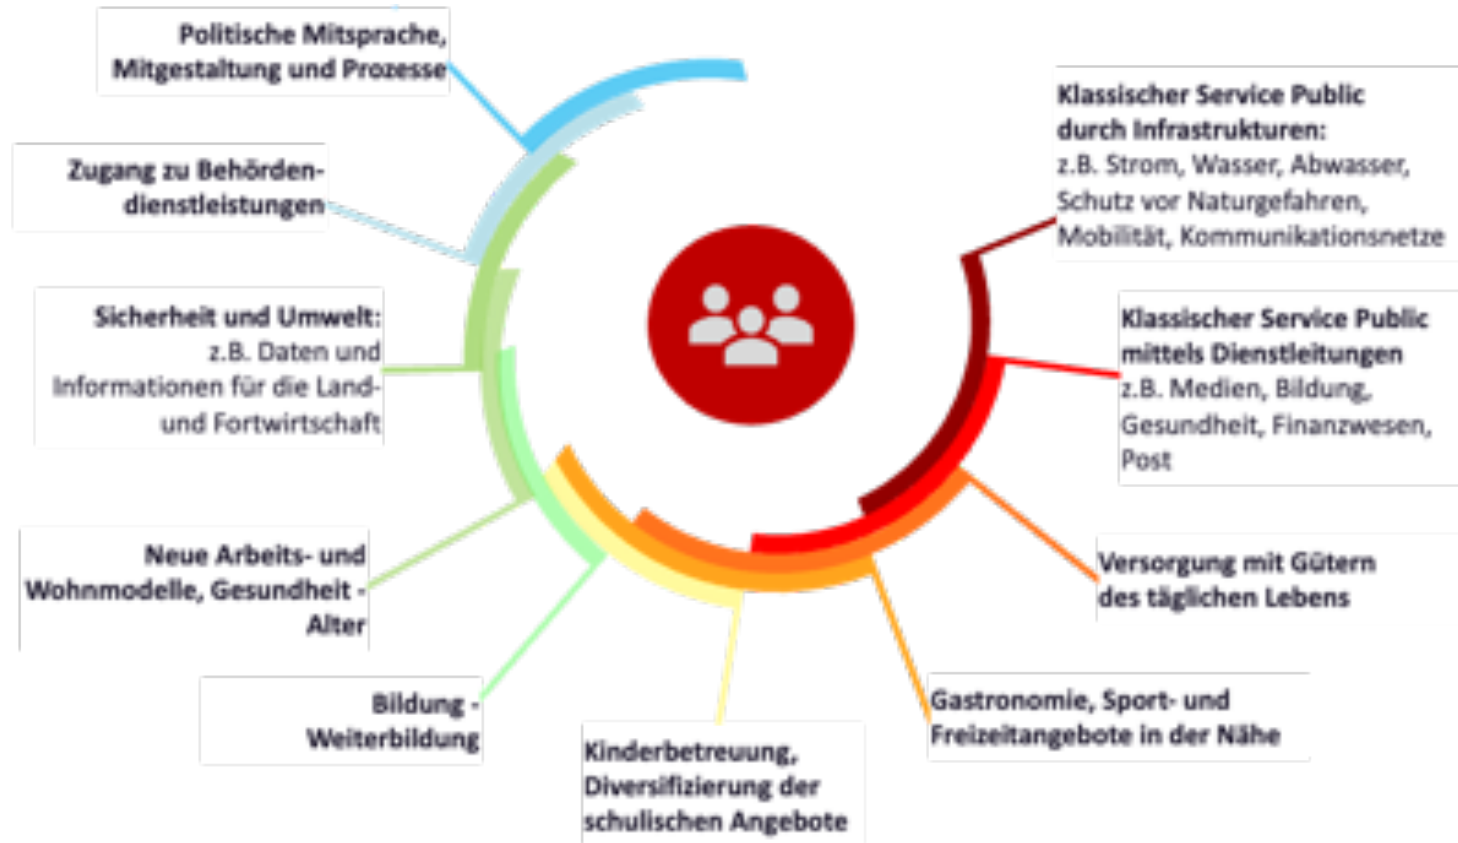 Politische Mitsprache,
Mitgestaltung und Prozesse
Zugang zu Behörden-
dienstleistungen
Sicherheit und Umwelt:
z.B. Daten und
Informationen für die Land-
und Fortwirtschaft
Neue Arbeits- und
Wohnmodelle, Gesundheit -
Alter
Bildung -
Weiterbildung
Kinderbetreuung,
Diversifizierung der
schulischen Angebote
Gastronomie, Sport- und
Freizeitangebote in der Nähe
Versorgung mit Gütern
des täglichen Lebens
Klassischer Service Public
mittels Dienstleitungen
z.B. Medien, Bildung,
Gesundheit, Finanzwesen,
Post
Klassischer Service Public
durch Infrastrukturen:
z.B. Strom, Wasser, Abwasser,
Schutz vor Naturgefahren,
Mobilität, Kommunikationsnetze